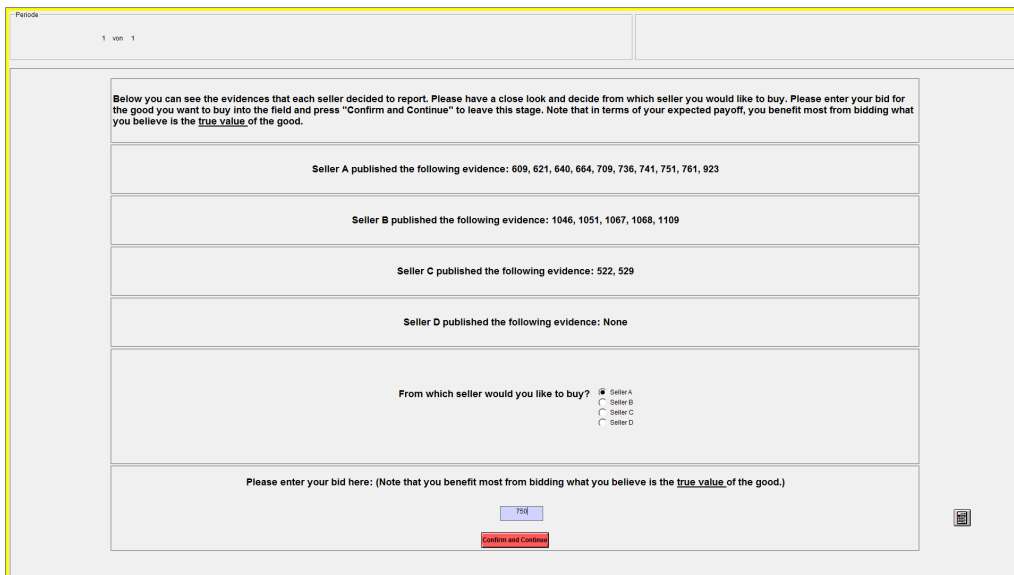 Periode
1 von 1
Below you can see the evidences that each seller decided to report. Please have a close look and decide from which seller you would like to buy. Please enter your bid for
the good you want to buy into the field and press "Confirm and Continue" to leave this stage. Note that in terms of your expected payoff, you benefit most from bidding what
you believe is the true value of the good.
Seller A published the following evidence: 609, 621, 640, 664, 709, 736, 741, 751, 761, 923
Seller B published the following evidence: 1046, 1051, 1067, 1068, 1109
Seller C published the following evidence: 522, 529
Seller D published the following evidence: None
From which seller would you like to buy?
Seller A
Seller B
Seller C
Seller D
Please enter your bid here: (Note that you benefit most from bidding what you believe is the true value of the good.)
750
Confirm and Continue